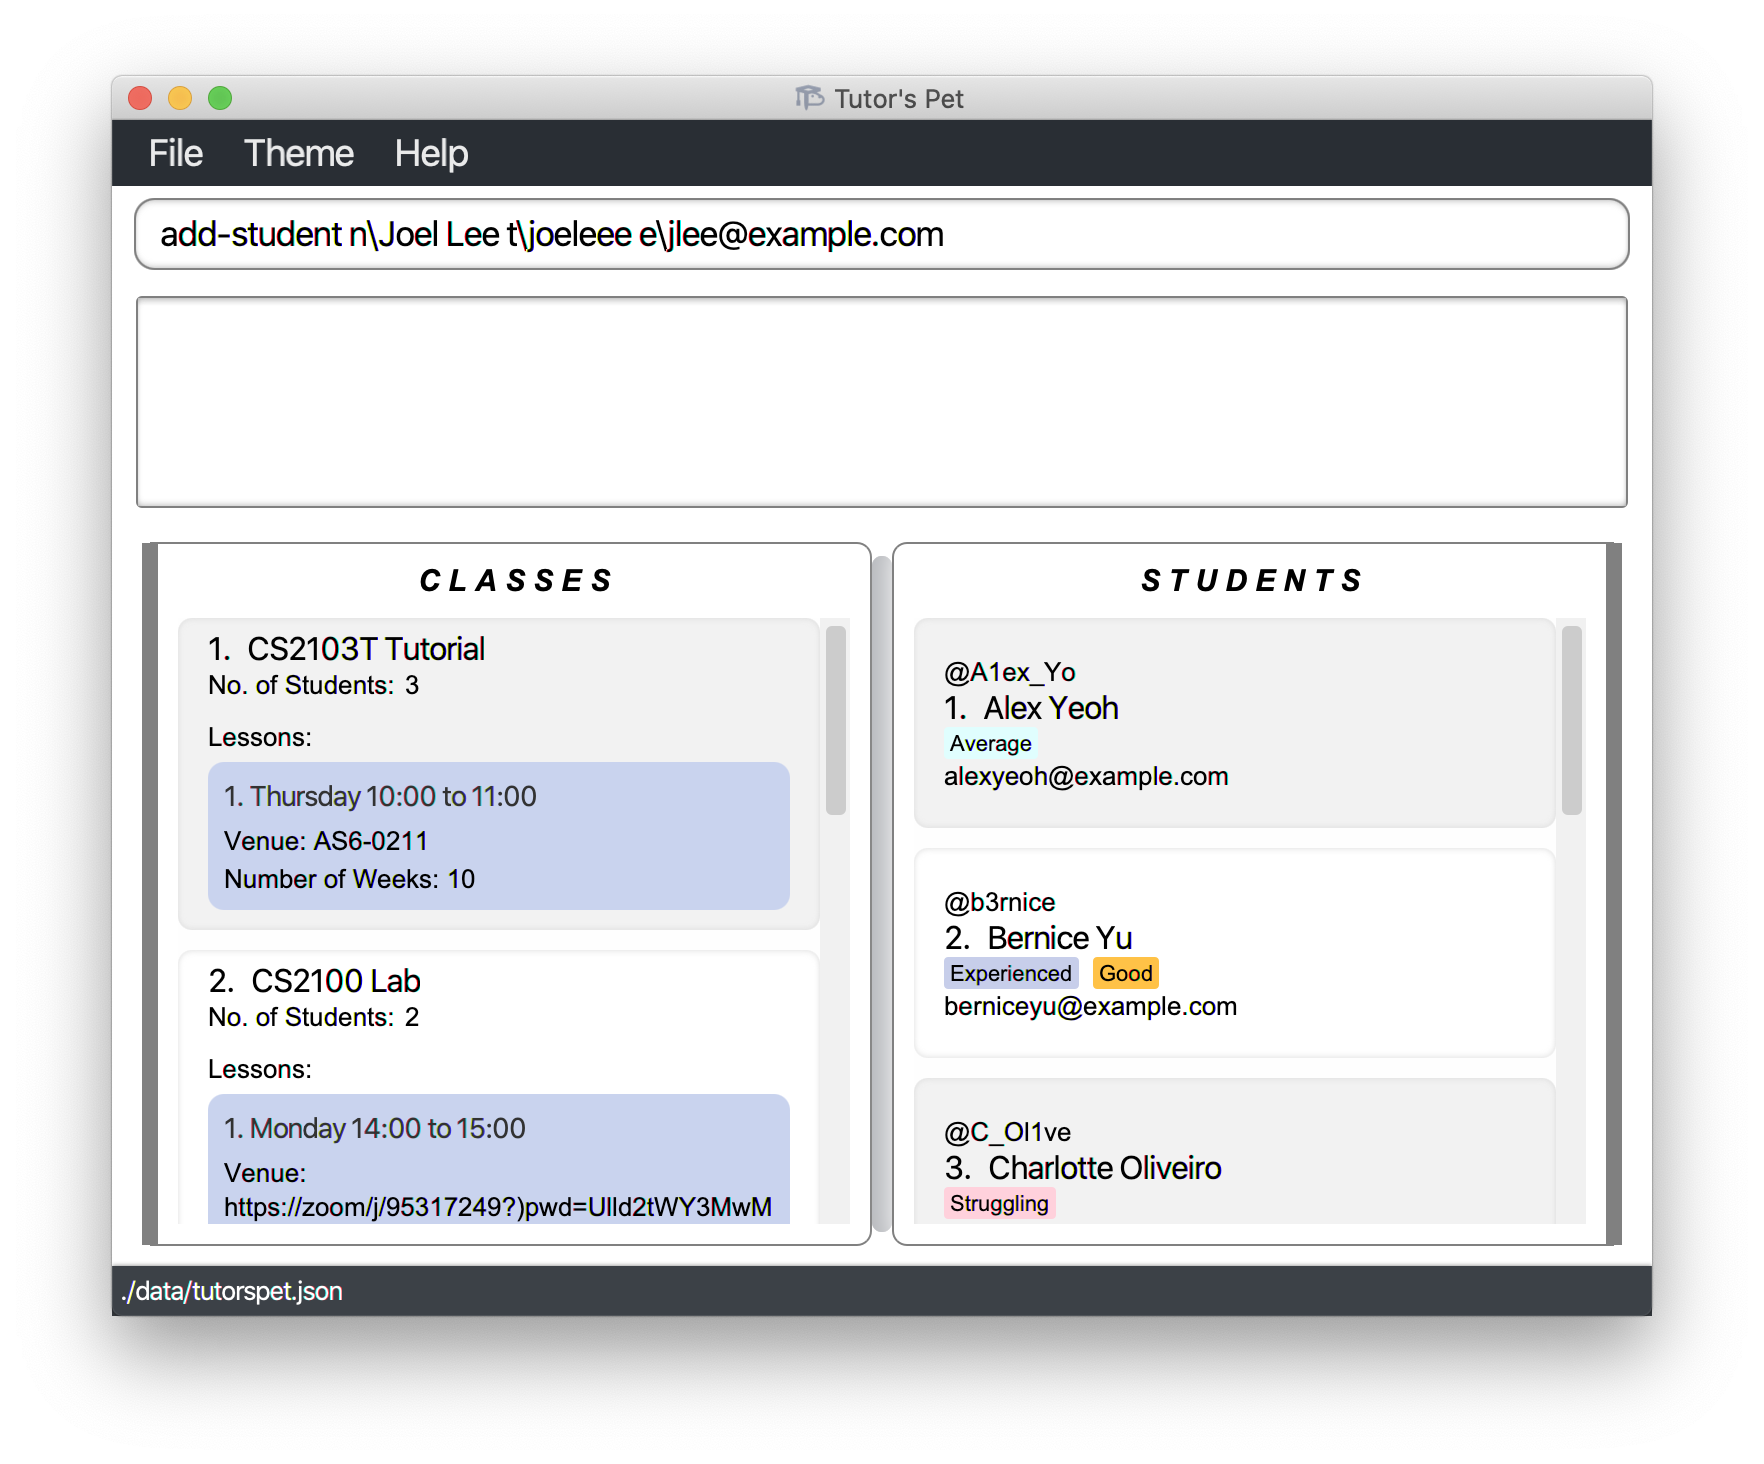 Tutor's Pet
File Theme Help
add-student n\Joel Lee t\joeleee e\jlee@example.com
CLASSES
1. CS2103T Tutorial
No. of Students: 3
Lessons:
1. Thursday 10:00 to 11:00
Venue: AS6-0211
Number of Weeks: 10
2. CS2100 Lab
No. of Students: 2
Lessons:
1. Monday 14:00 to 15:00
Venue:
https://zoom/j/95317249?)pwd=Ulld2tWY3MwM
STUDENTS
@A1ex_Yo
1. Alex Yeoh
Average
alexyeoh@example.com
@b3rnice
2. Bernice Yu
Experienced Good
berniceyu@example.com
@C_Ol1ve
3. Charlotte Oliveiro
Struggling
./data/tutorspet.json